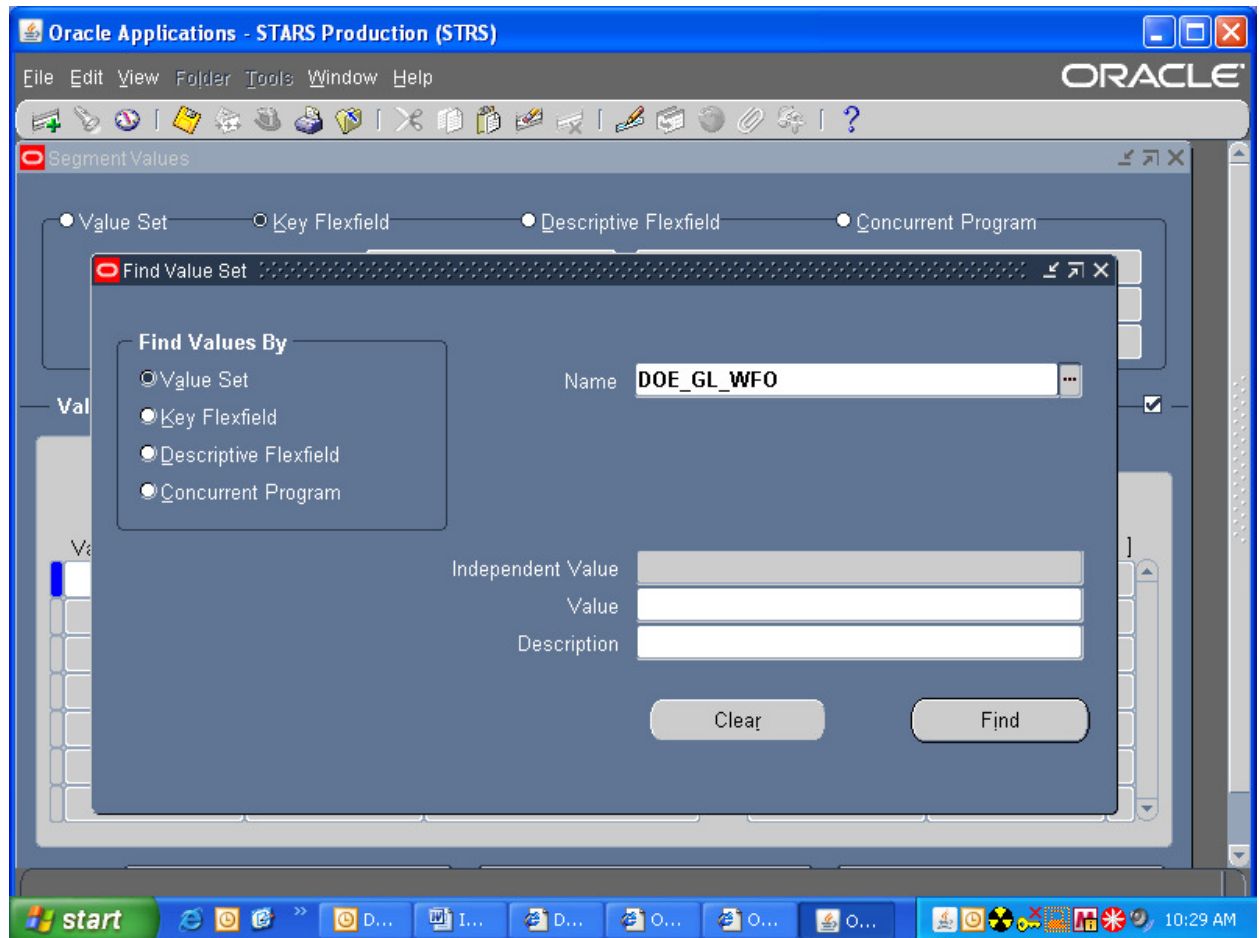 Oracle Applications - STARS Production (STRS)
File Edit View Folder Tools Window Help
ORACLE
Segment Values
Value Set Key Flexfield Descriptive Flexfield Concurrent Program
Find Value Set
Find Values By
Value Set
Key Flexfield
Descriptive Flexfield
Concurrent Program
Name DOE_GL_WFO
Val
Va
]
Independent Value
Value
Description
Clear Find
start D... I... D... O... O... O... 10:29 AM